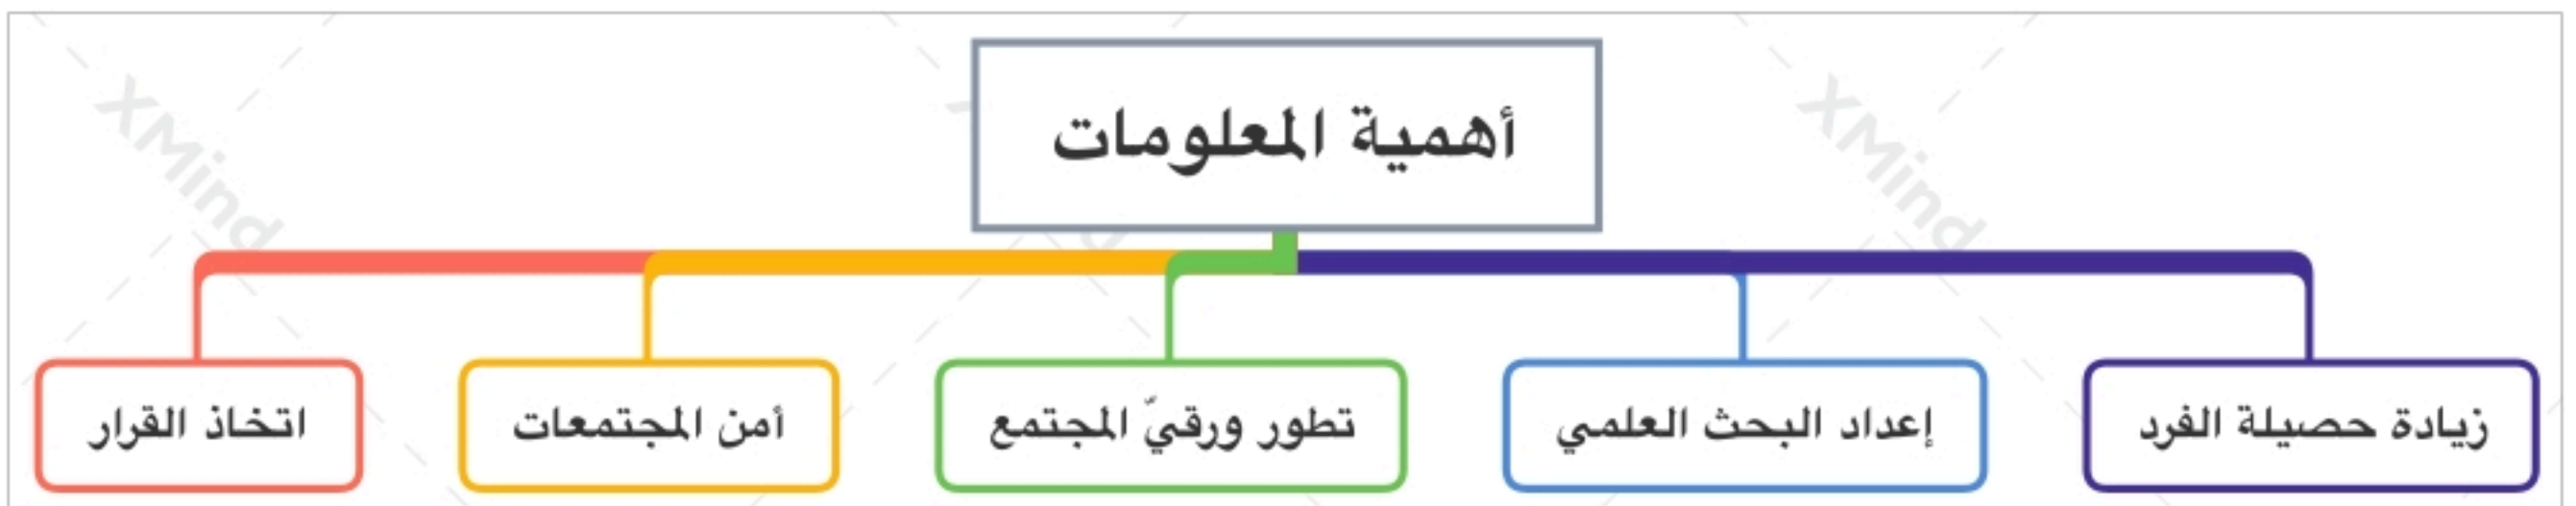 أهمية المعلومات
زيادة حصيلة الفرد
إعداد البحث العلمي
تطور ورقيّ المجتمع
أمن المجتمعات
اتخاذ القرار
XMind
XMind